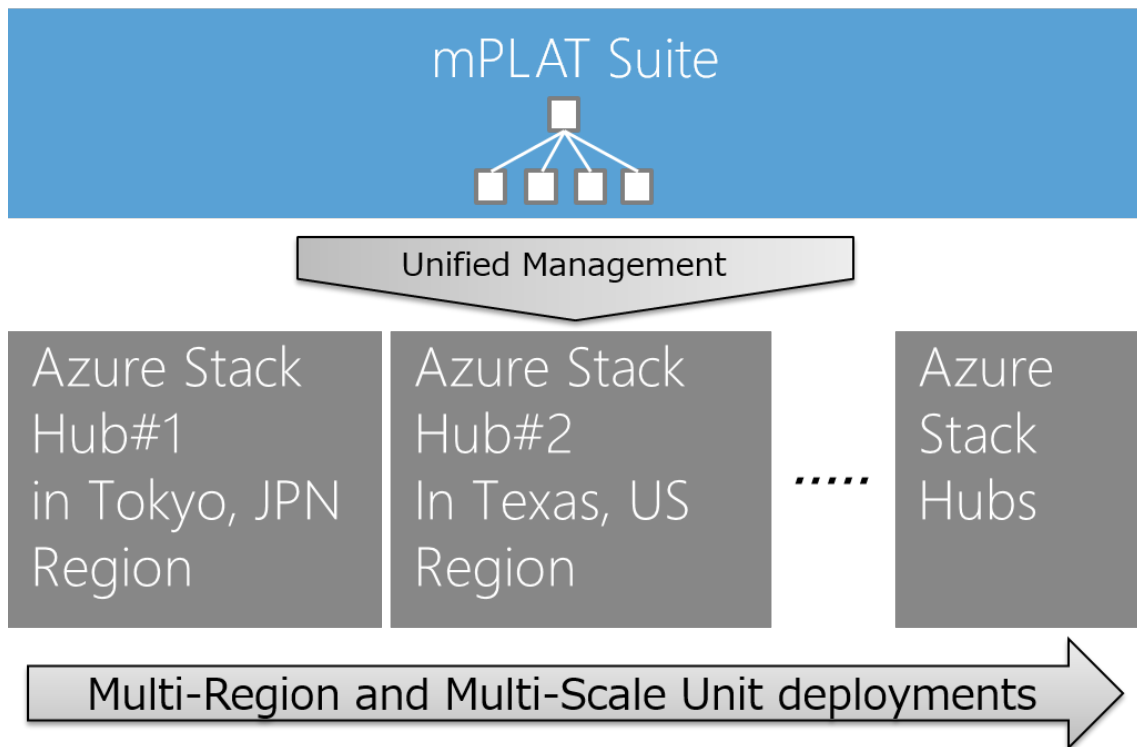 mPLAT Suite
Unified Management
Azure Stack
Hub#1
in Tokyo, JPN
Region
Azure Stack
Hub#2
In Texas, US
Region
.....
Azure
Stack
Hubs
Multi-Region and Multi-Scale Unit deployments